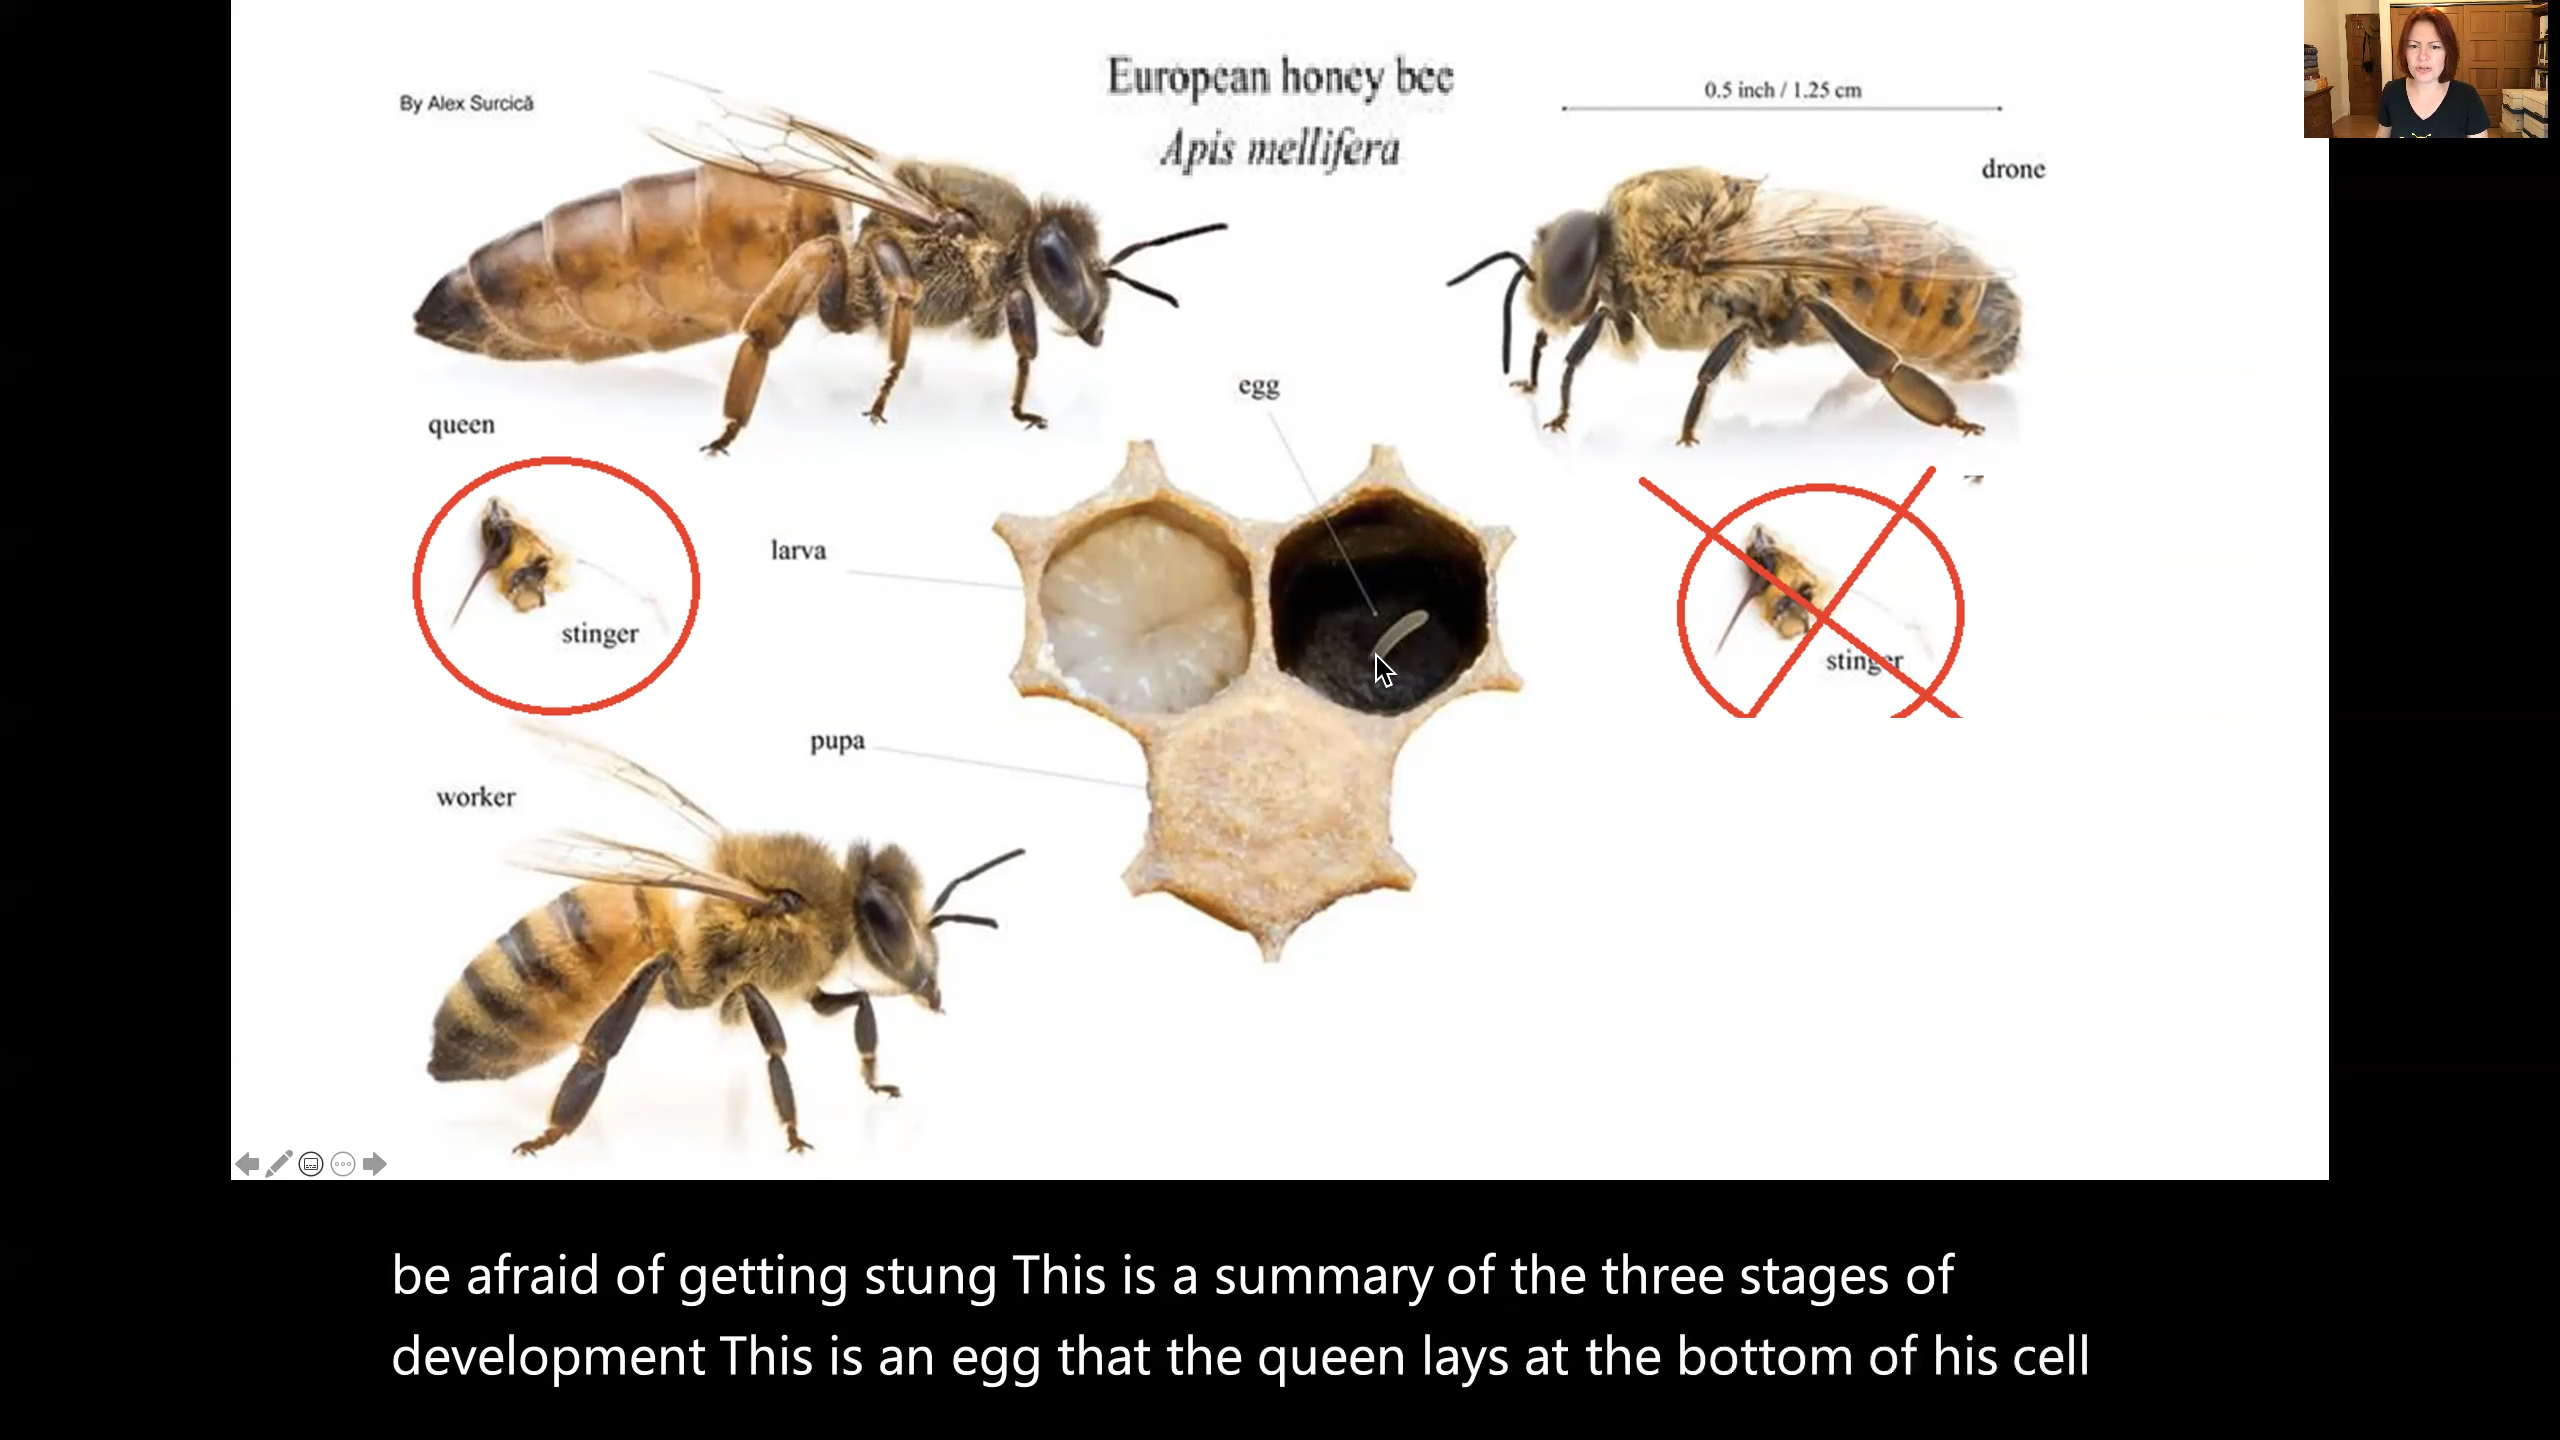 By Alex Surcică
European honey bee
Apis mellifera
0.5 inch / 1.25 cm
drone
egg
queen
larva
stinger
stinger
pupa
worker
be afraid of getting stung This is a summary of the three stages of
development This is an egg that the queen lays at the bottom of his cell